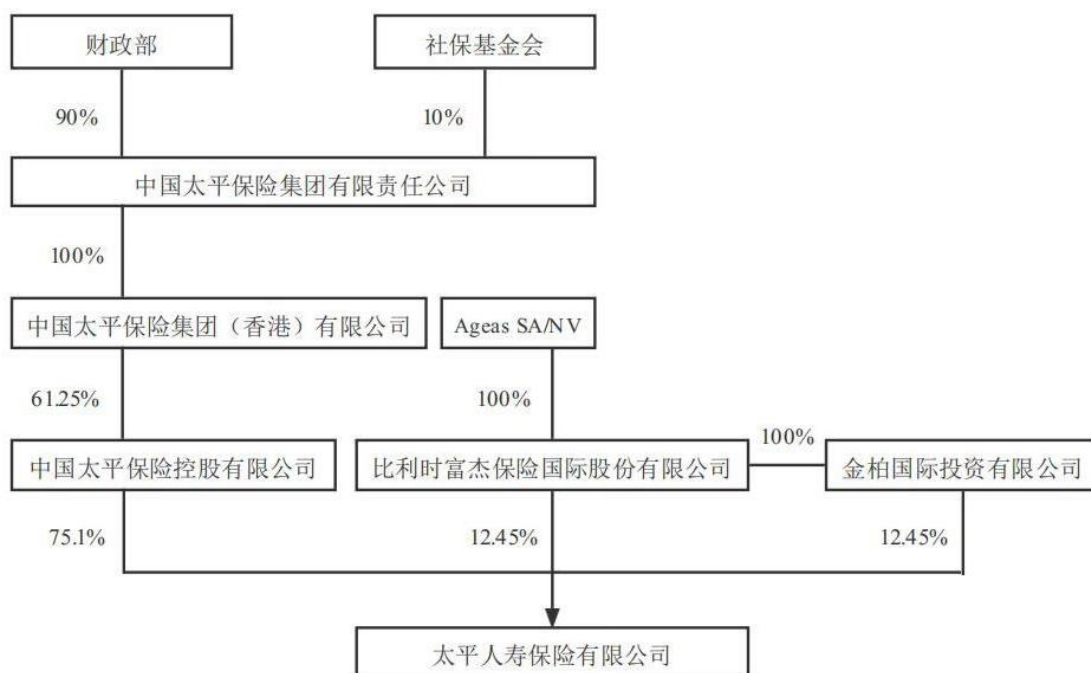 财政部
社保基金会
90%
10%
中国太平保险集团有限责任公司
100%
中国太平保险集团（香港）有限公司
Ageas SA/NV
61.25%
100%
中国太平保险控股有限公司
比利时富杰保险国际股份有限公司
100%
金柏国际投资有限公司
75.1%
12.45%
12.45%
太平人寿保险有限公司